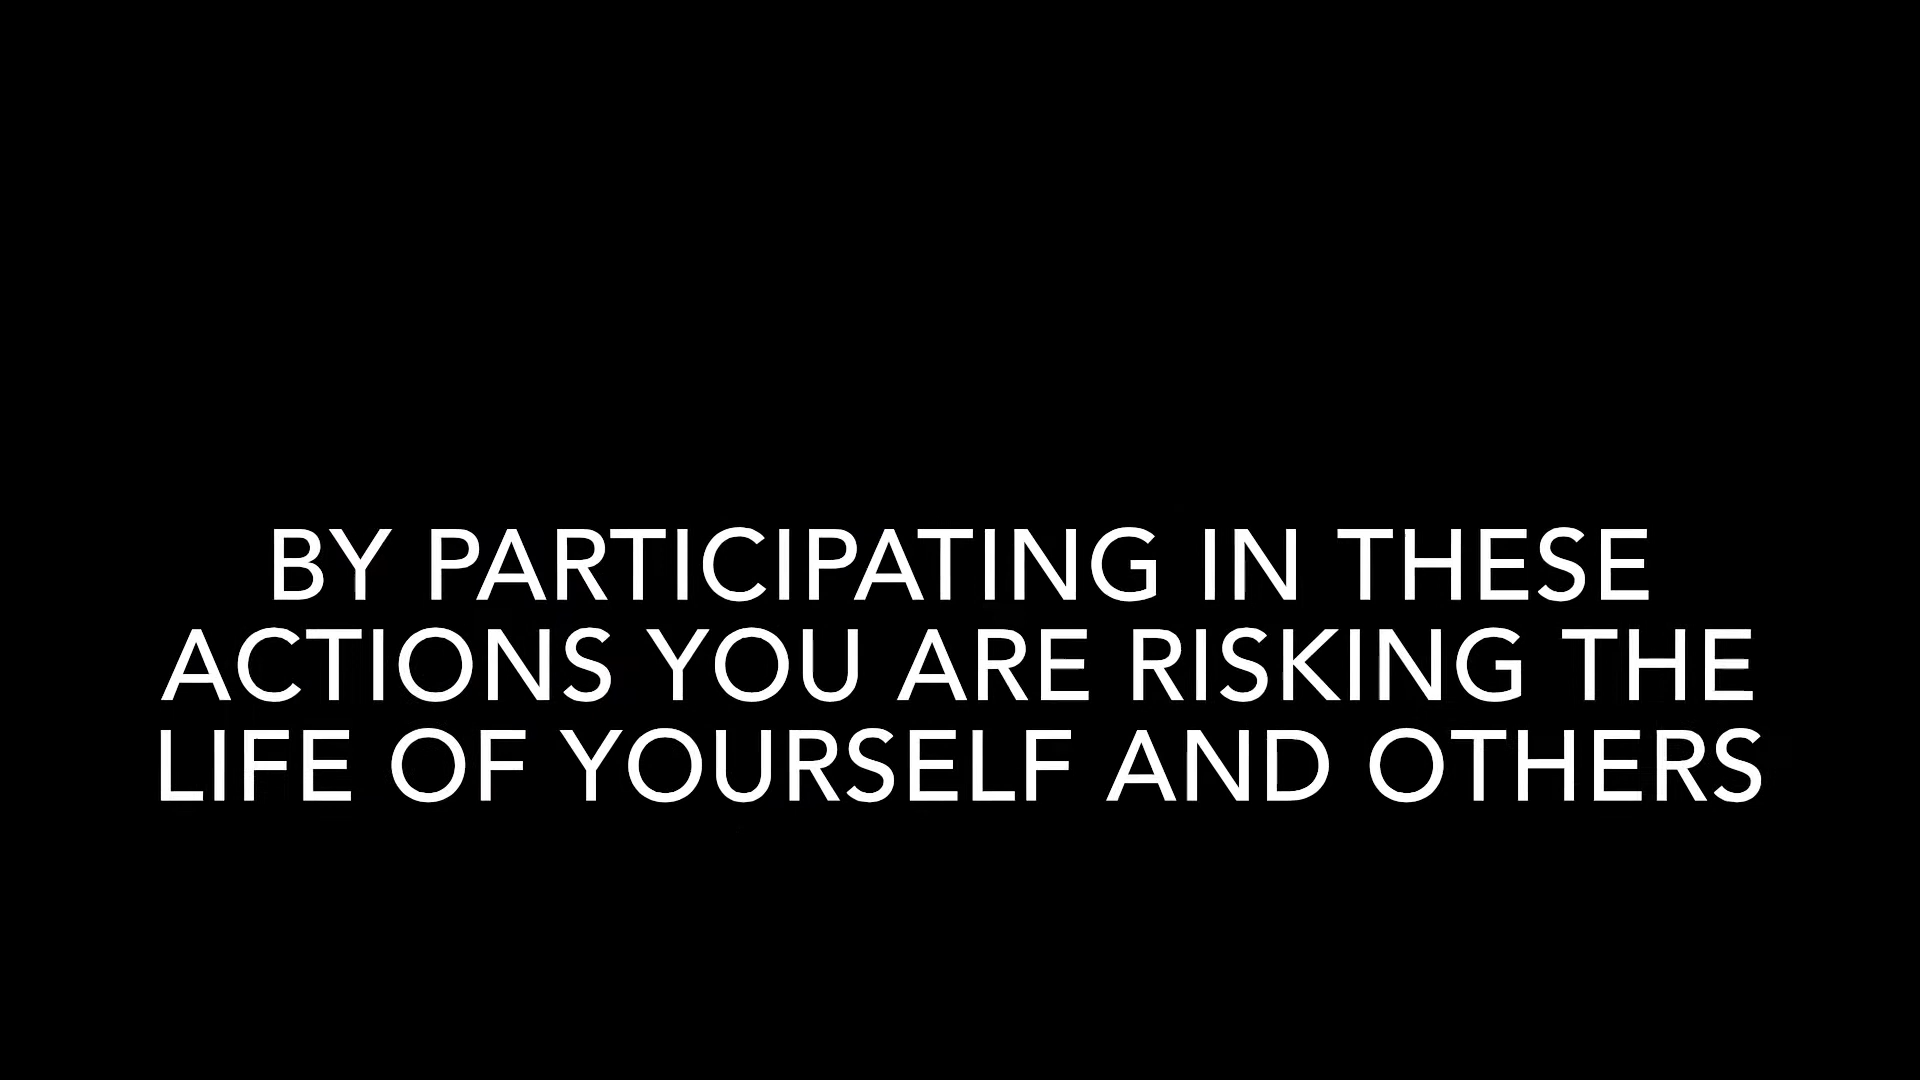 BY PARTICIPATING IN THESE
ACTIONS YOU ARE RISKING THE
LIFE OF YOURSELF AND OTHERS